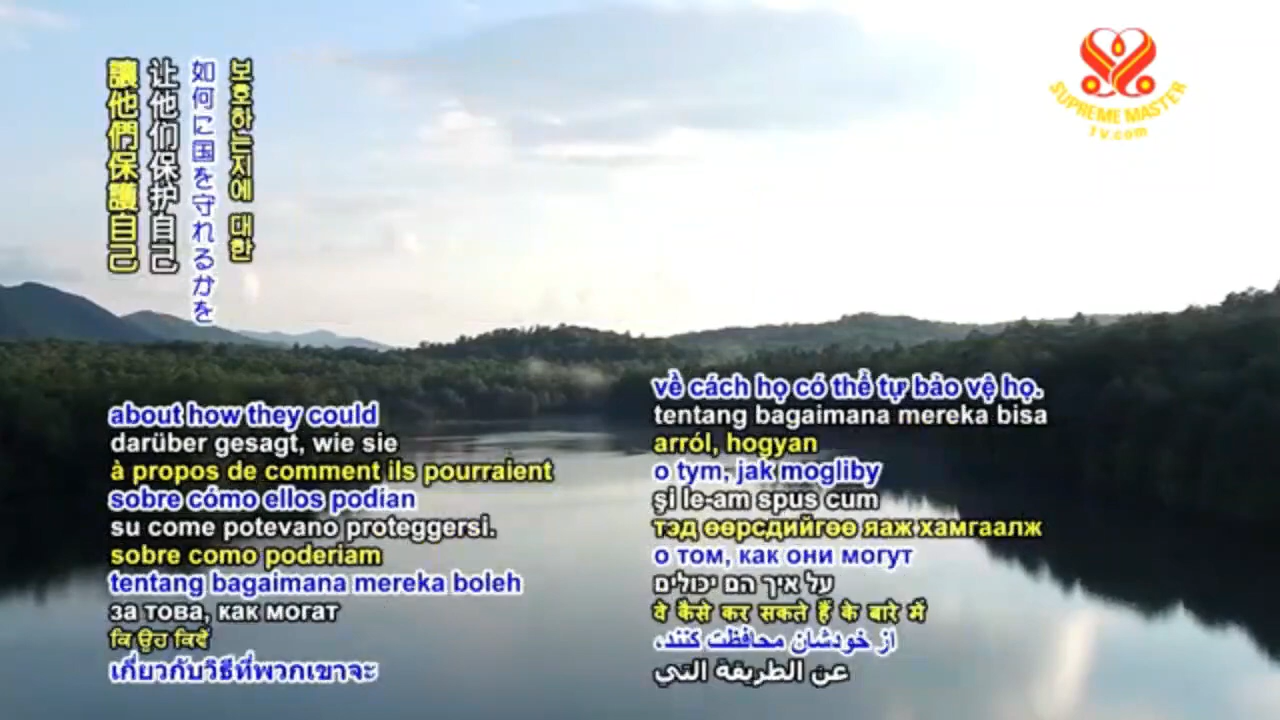 讓他們保護自己
让他们保护自己
如何に国を守れるかを
보호하는지에 대한
SUPREME MASTER
TV.com
about how they could
darüber gesagt, wie sie
à propos de comment ils pourraient
sobre cómo ellos podían
su come potevano proteggersi.
sobre como poderiam
tentang bagaimana mereka boleh
за това, как могат
ਕਿ ਉਹ ਕਿਵੇਂ
เกี่ยวกับวิธีที่พวกเขาจะ
về cách họ có thể tự bảo vệ họ.
tentang bagaimana mereka bisa
arról, hogyan
o tym, jak mogliby
şi le-am spus cum
тэд өөрсдийгөө яаж хамгаалж
о том, как они могут
על איך הם יכולים
वे कैसे कर सकते हैं के बारे में
از خودشان محافظت کنند،
عن الطريقة التي